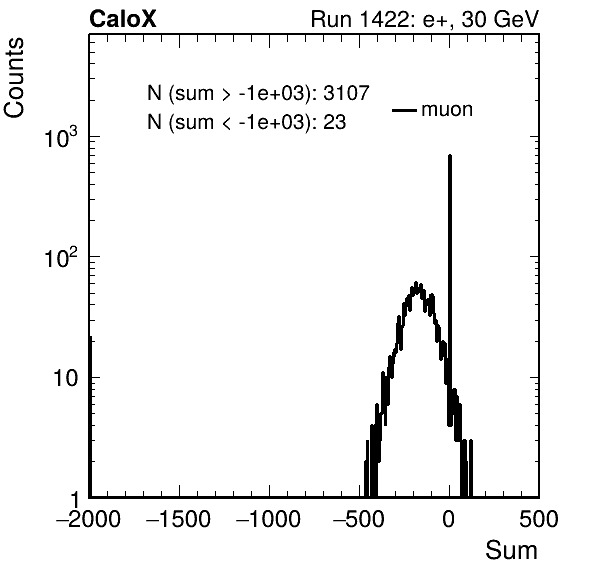 CaloX Run 1422: e+, 30 GeV
Counts
N (sum > -1e+03): 3107
N (sum < -1e+03): 23
muon
10³
10²
10
1
−2000 −1500 −1000 −500 0 500
Sum